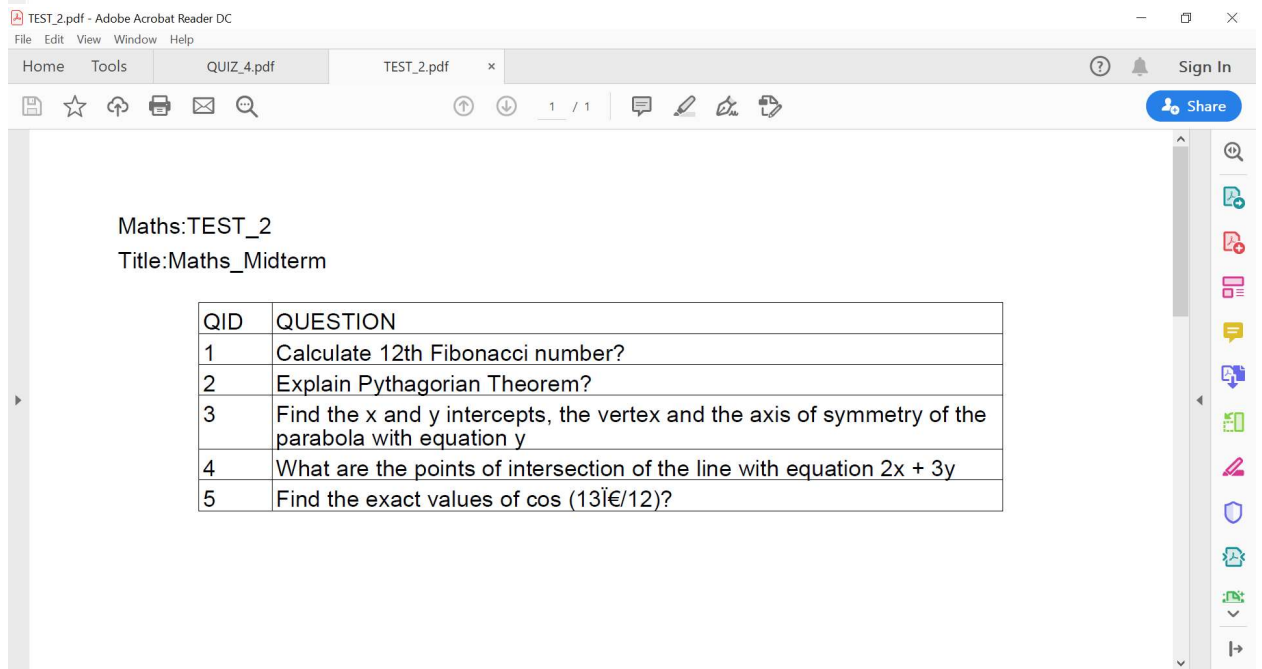 TEST_2.pdf - Adobe Acrobat Reader DC
File Edit View Window Help
Home Tools QUIZ_4.pdf TEST_2.pdf × Sign In
1 / 1 Share
Maths:TEST_2
Title:Maths_Midterm
QID QUESTION
1 Calculate 12th Fibonacci number?
2 Explain Pythagorian Theorem?
3 Find the x and y intercepts, the vertex and the axis of symmetry of the
parabola with equation y
4 What are the points of intersection of the line with equation 2x + 3y
5 Find the exact values of cos (13Ï€/12)?